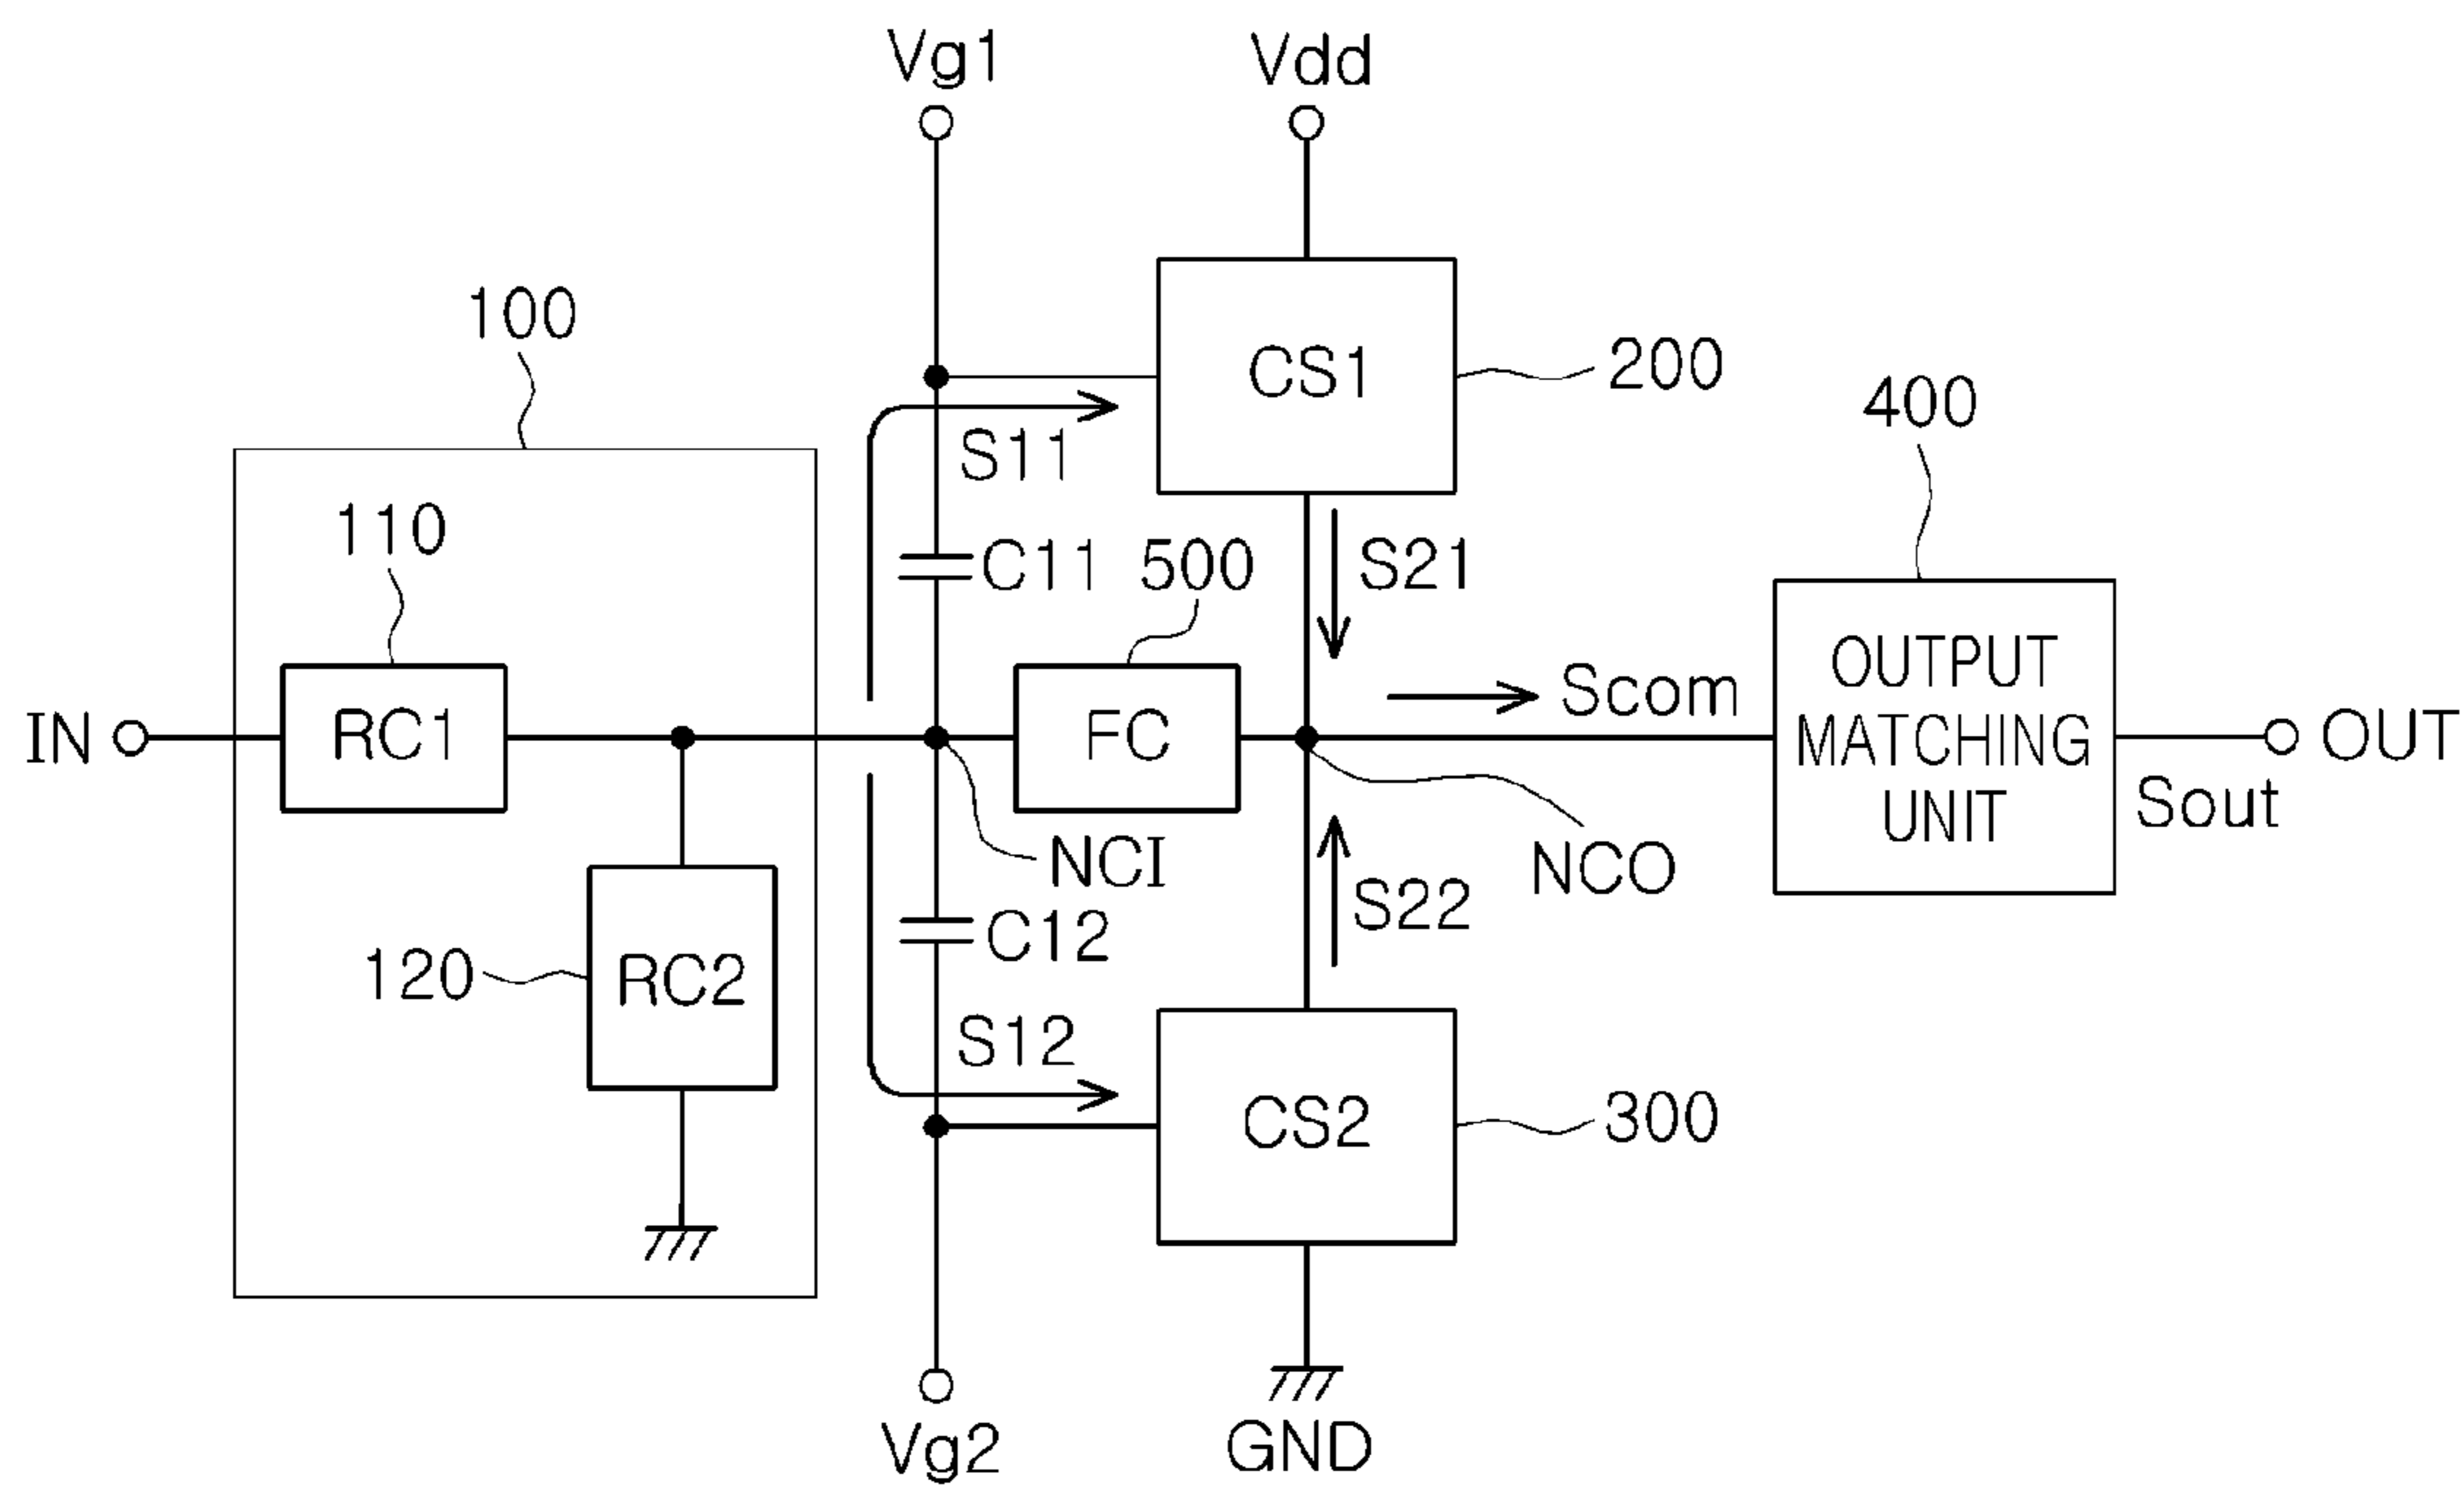 Vg1
Vdd
100
CS1
200
400
S11
110
C11
500
S21
OUTPUT
MATCHING
UNIT
Scom
IN
RC1
FC
OUT
Sout
NCI
NCO
S22
C12
120
RC2
S12
CS2
300
Vg2
GND